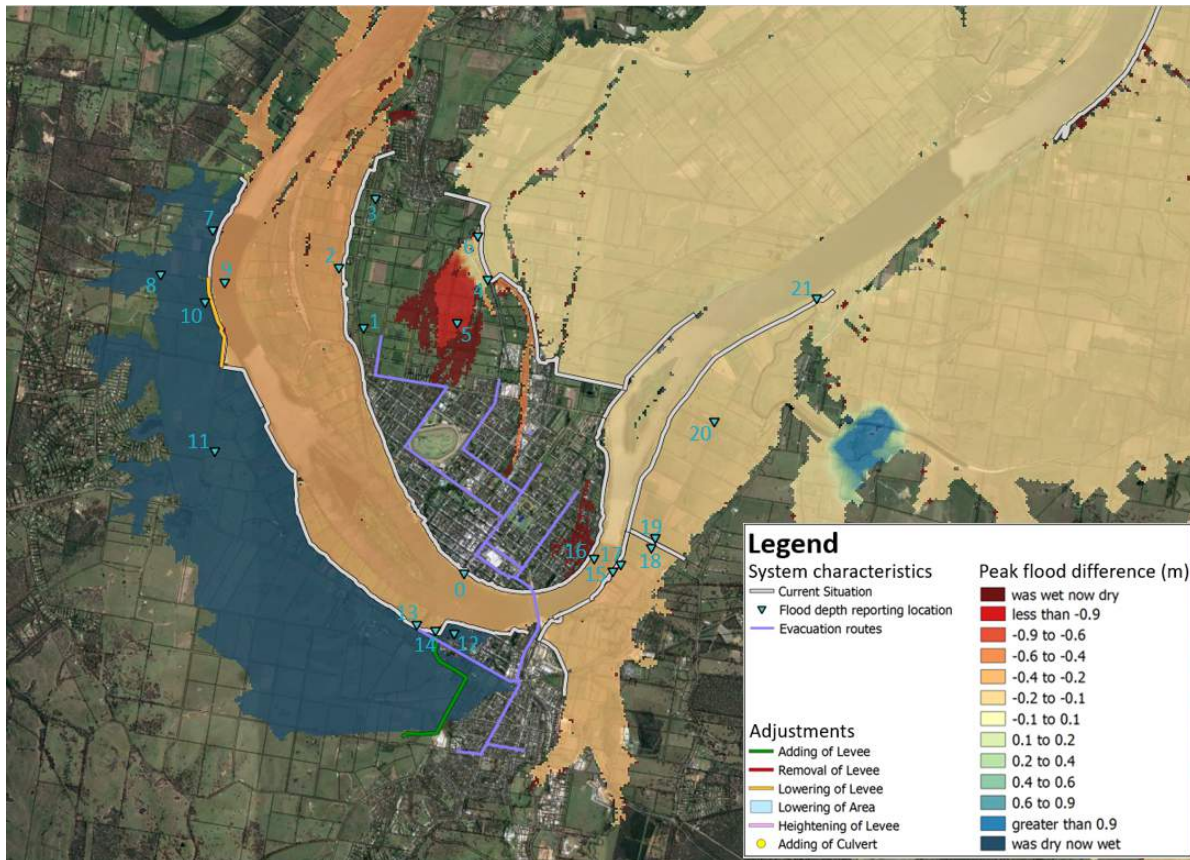 3
7
6
2
8
9
4
10
21
1
5
20
11
19
16
17
18
15
0
13
14
12
Legend
System characteristics
Current Situation
Flood depth reporting location
Evacuation routes
Adjustments
Adding of Levee
Removal of Levee
Lowering of Levee
Lowering of Area
Heightening of Levee
Adding of Culvert
Peak flood difference (m)
was wet now dry
less than -0.9
-0.9 to -0.6
-0.6 to -0.4
-0.4 to -0.2
-0.2 to -0.1
-0.1 to 0.1
0.1 to 0.2
0.2 to 0.4
0.4 to 0.6
0.6 to 0.9
greater than 0.9
was dry now wet